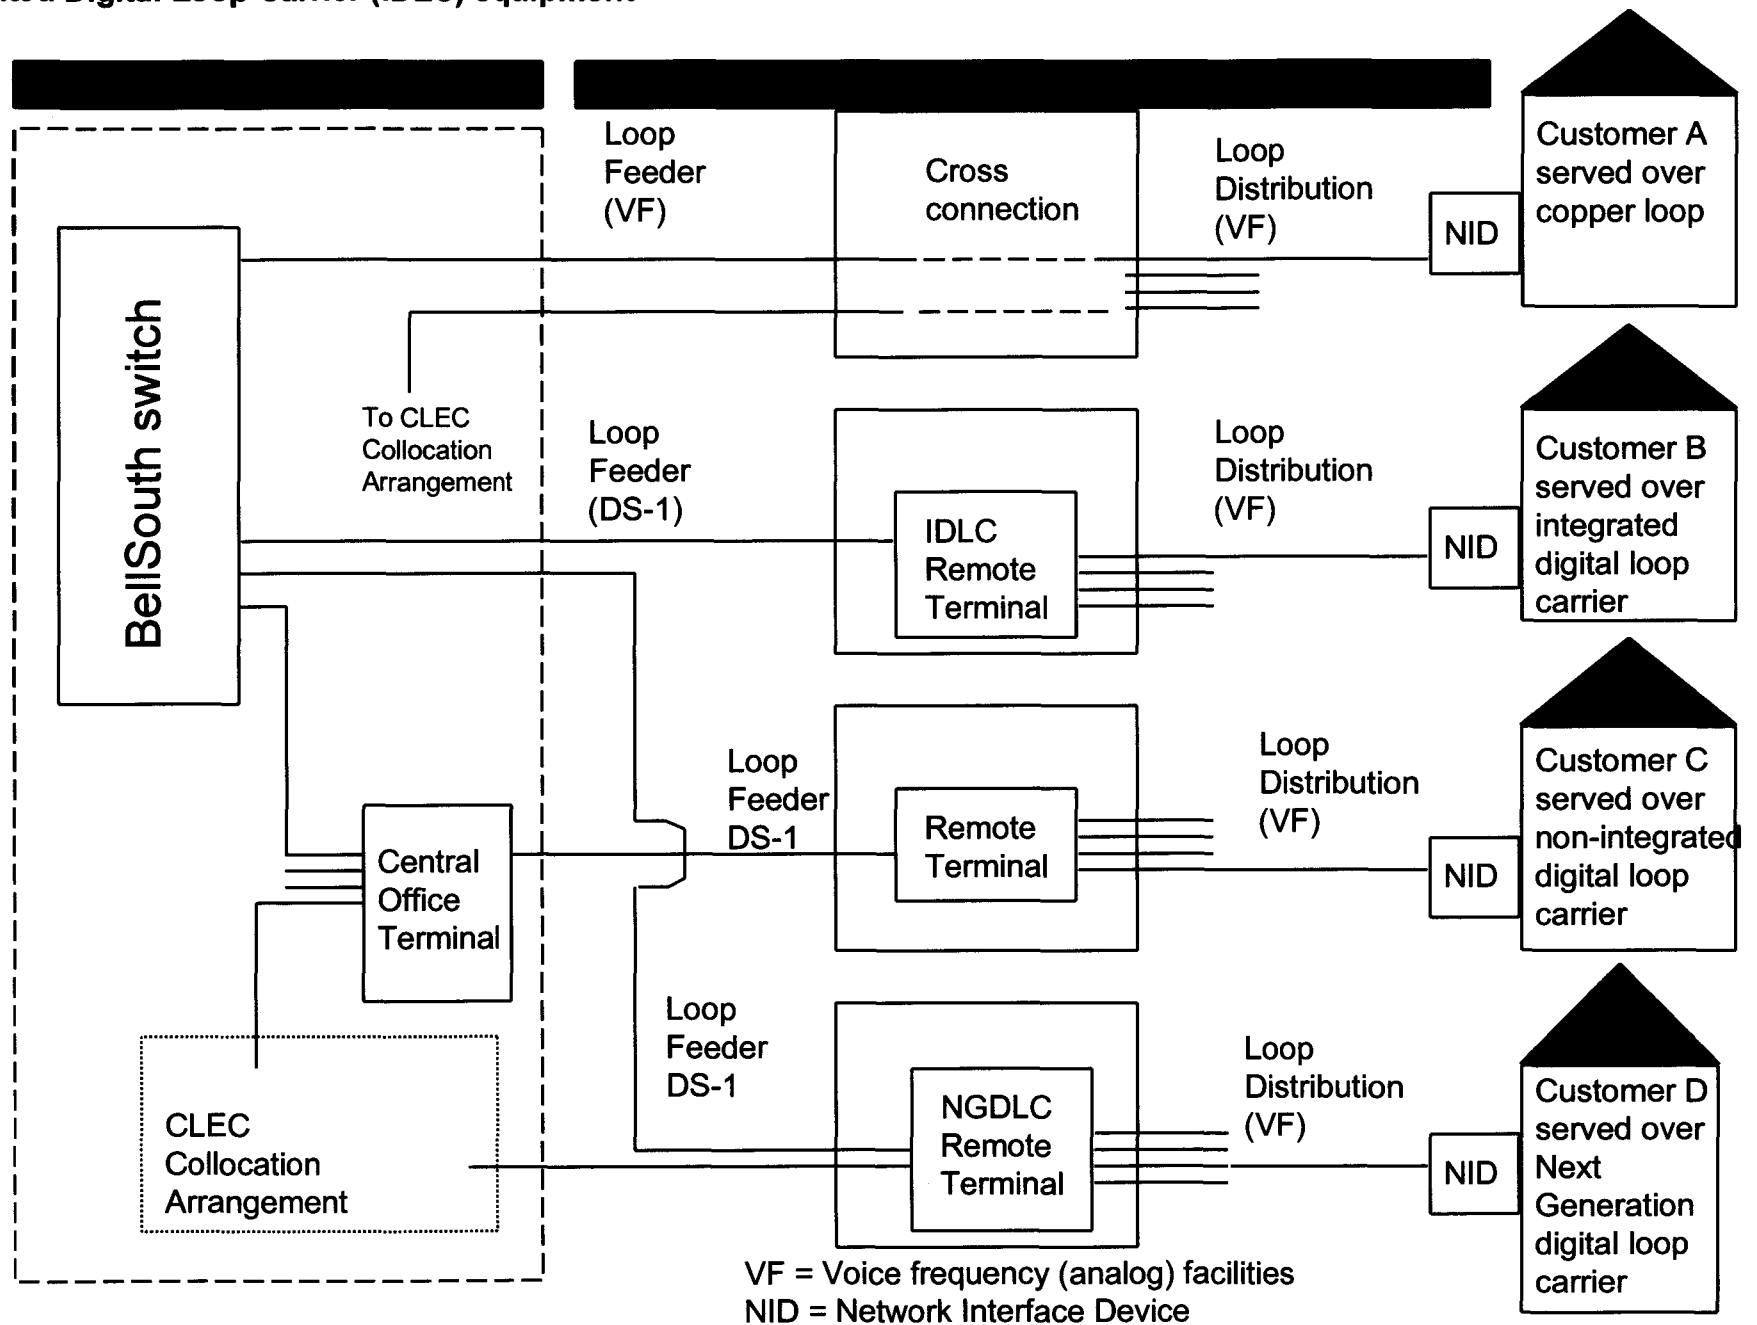 Loop
Feeder
(VF)
Cross
connection
Loop
Distribution
(VF)
NID
Customer A
served over
copper loop
BellSouth switch
To CLEC
Collocation
Arrangement
Loop
Feeder
(DS-1)
IDLC
Remote
Terminal
Loop
Distribution
(VF)
NID
Customer B
served over
integrated
digital loop
carrier
Central
Office
Terminal
Loop
Feeder
DS-1
Remote
Terminal
Loop
Distribution
(VF)
NID
Customer C
served over
non-integrated
digital loop
carrier
CLEC
Collocation
Arrangement
Loop
Feeder
DS-1
NGDLC
Remote
Terminal
Loop
Distribution
(VF)
NID
Customer D
served over
Next
Generation
digital loop
carrier
VF = Voice frequency (analog) facilities
NID = Network Interface Device